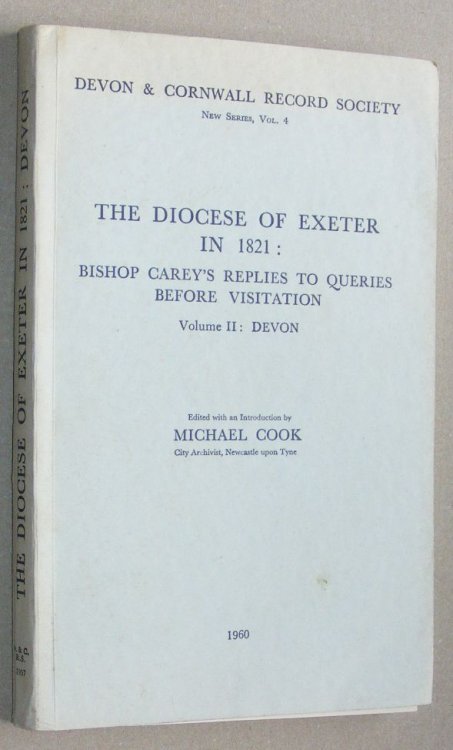 DEVON & CORNWALL RECORD SOCIETY
NEW SERIES, VOL. 4
THE DIOCESE OF EXETER
IN 1821 :
BISHOP CAREY'S REPLIES TO QUERIES
BEFORE VISITATION
Volume II : DEVON
Edited with an Introduction by
MICHAEL COOK
City Archivist, Newcastle upon Tyne
1960
THE DIOCESE OF EXETER IN 1821 : DEVON
R.S.